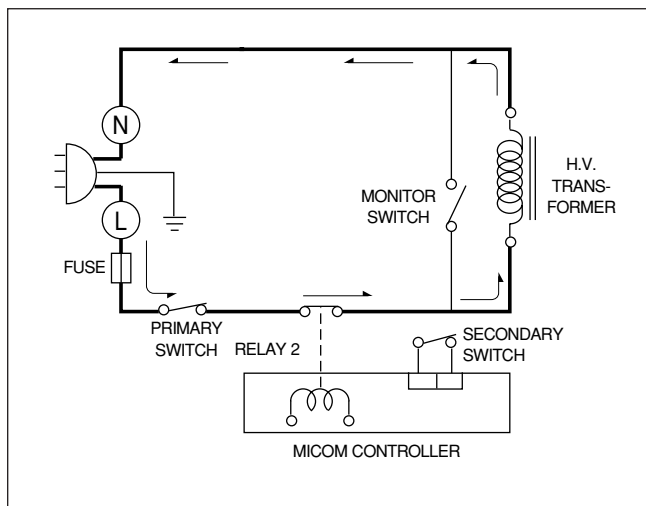 N
L
FUSE
PRIMARY
SWITCH
RELAY 2
MONITOR
SWITCH
H.V.
TRANS-
FORMER
SECONDARY
SWITCH
MICOM CONTROLLER